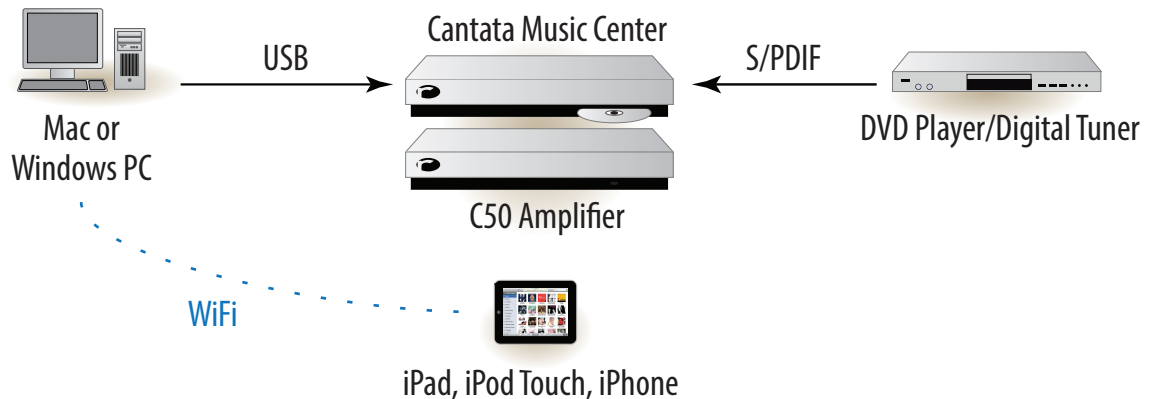 Cantata Music Center
USB
S/PDIF
Mac or
Windows PC
DVD Player/Digital Tuner
C50 Amplifier
WiFi
iPad, iPod Touch, iPhone